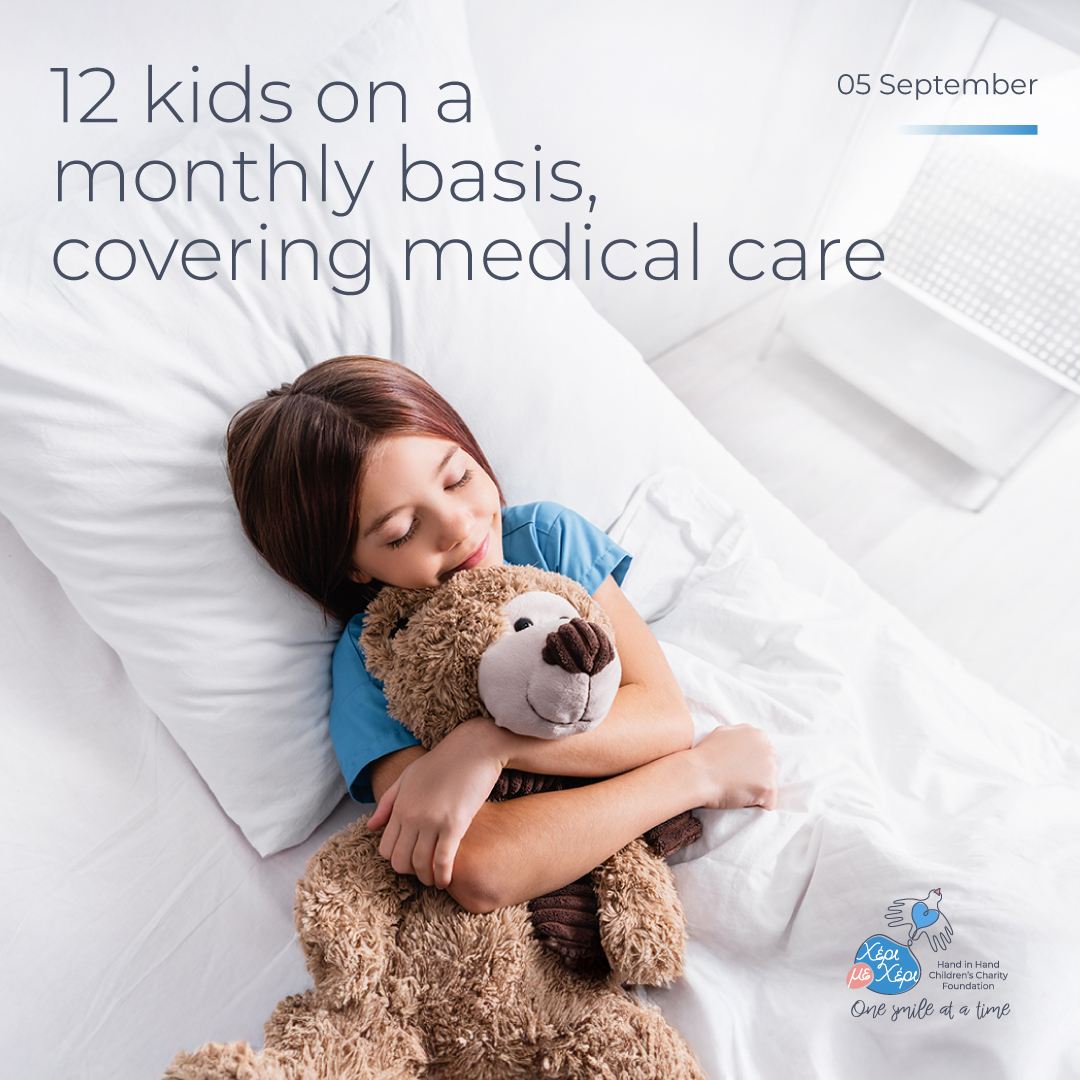 12 kids on a
monthly basis,
covering medical care
05 September
Χέρι
με Χέρι
Hand in Hand
Children's Charity
Foundation
One smile at a time